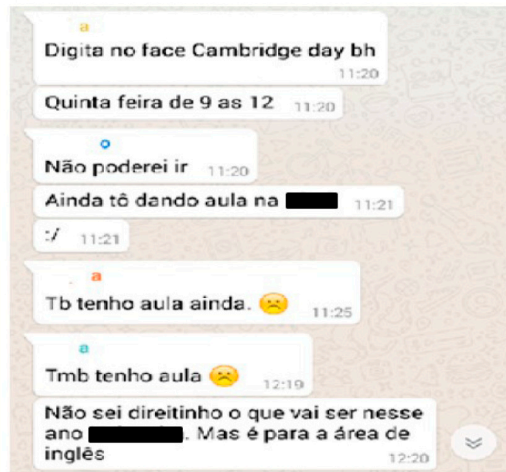 a
Digita no face Cambridge day bh
11:20
Quinta feira de 9 as 12 11:20
o
Não poderei ir 11:20
Ainda tô dando aula na 11:21
:/ 11:21
a
Tb tenho aula ainda. ☹️ 11:25
a
Tmb tenho aula ☹️ 12:19
Não sei direitinho o que vai ser nesse
ano . Mas é para a área de
inglês 12:20